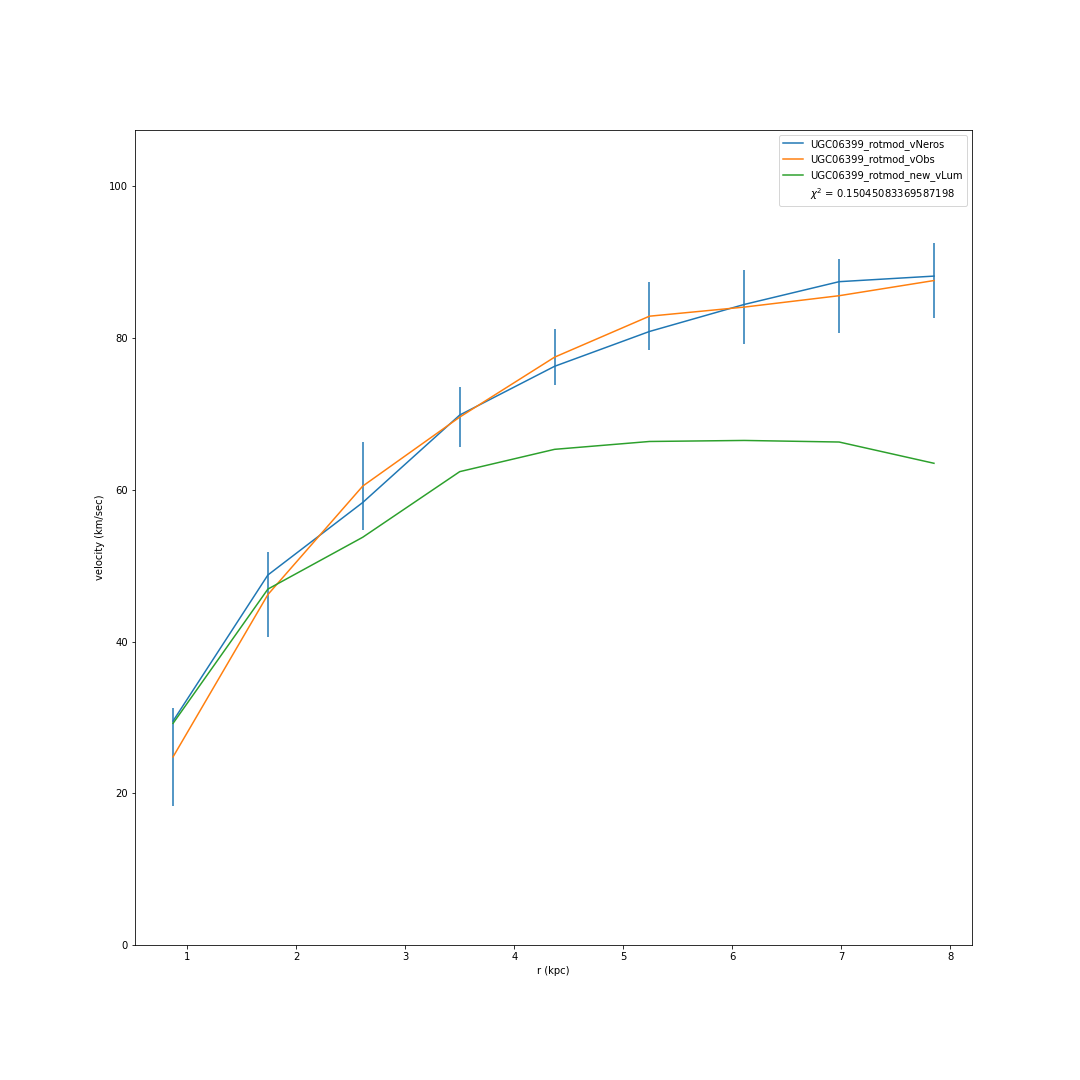 UGC06399_rotmod_vNeros
UGC06399_rotmod_vObs
UGC06399_rotmod_new_vLum
χ² = 0.15045083369587198
100
80
60
40
20
0
velocity (km/sec)
1 2 3 4 5 6 7 8
r (kpc)